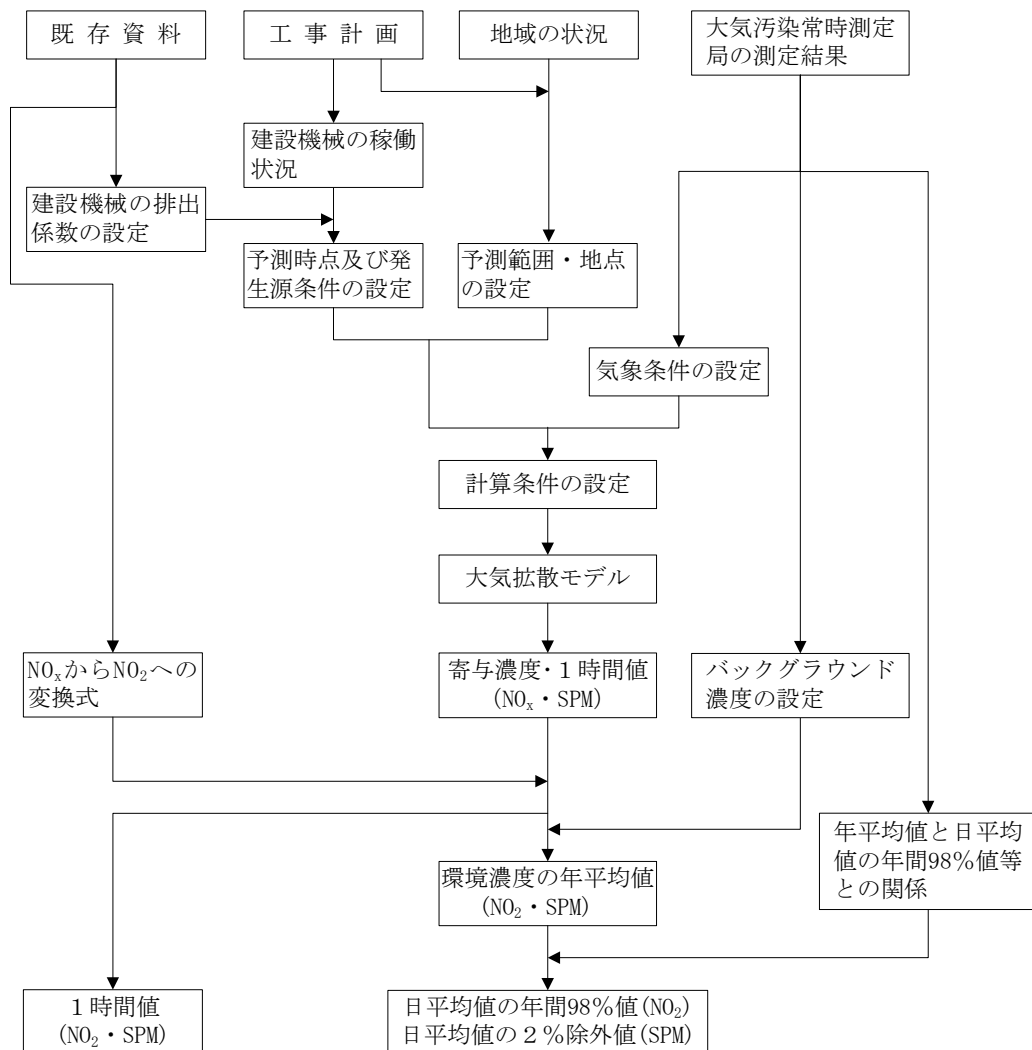 既 存 資 料
工 事 計 画
地域の状況
大気汚染常時測定
局の測定結果
建設機械の稼働
状況
建設機械の排出
係数の設定
予測時点及び発
生源条件の設定
予測範囲・地点
の設定
気象条件の設定
計算条件の設定
大気拡散モデル
NOxからNO2への
変換式
寄与濃度・１時間値
(NOx・SPM)
バックグラウンド
濃度の設定
年平均値と日平均
値の年間98％値等
との関係
環境濃度の年平均値
(NO2・SPM)
１時間値
(NO2・SPM)
日平均値の年間98％値(NO2)
日平均値の２％除外値(SPM)